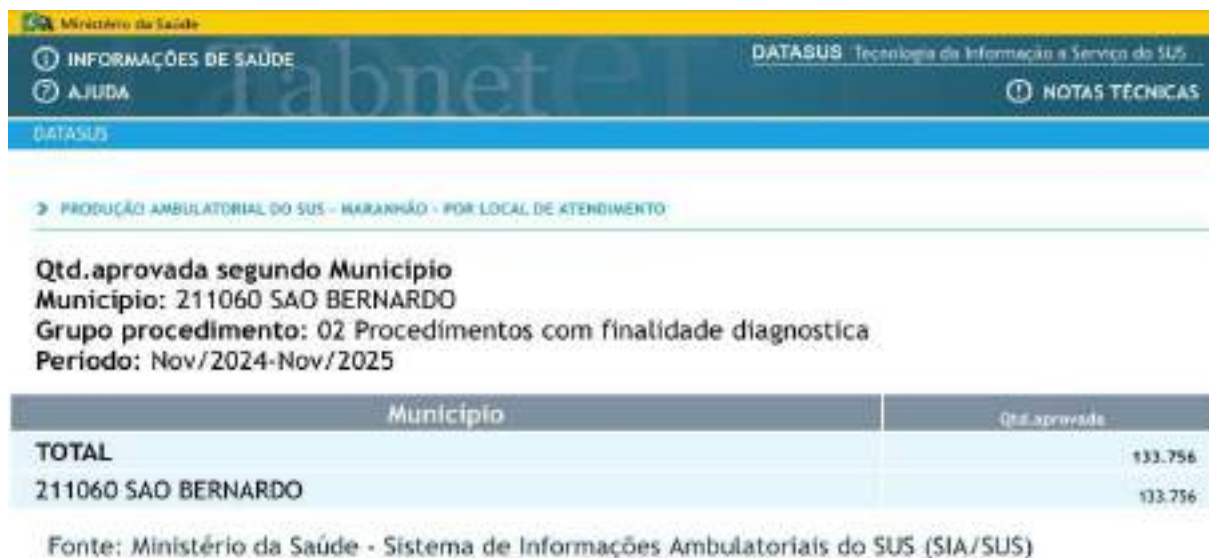 Ministério da Saúde
INFORMAÇÕES DE SAÚDE
DATASUS Tecnologia da Informação a Serviço do SUS
AJUDA
tabnet
NOTAS TÉCNICAS
DATASUS
PRODUÇÃO AMBULATORIAL DO SUS - MARANHÃO - POR LOCAL DE ATENDIMENTO
Qtd.aprovada segundo Município
Município: 211060 SAO BERNARDO
Grupo procedimento: 02 Procedimentos com finalidade diagnostica
Período: Nov/2024-Nov/2025
Município Qtd.aprovada
TOTAL 133.756
211060 SAO BERNARDO 133.756
Fonte: Ministério da Saúde - Sistema de Informações Ambulatoriais do SUS (SIA/SUS)